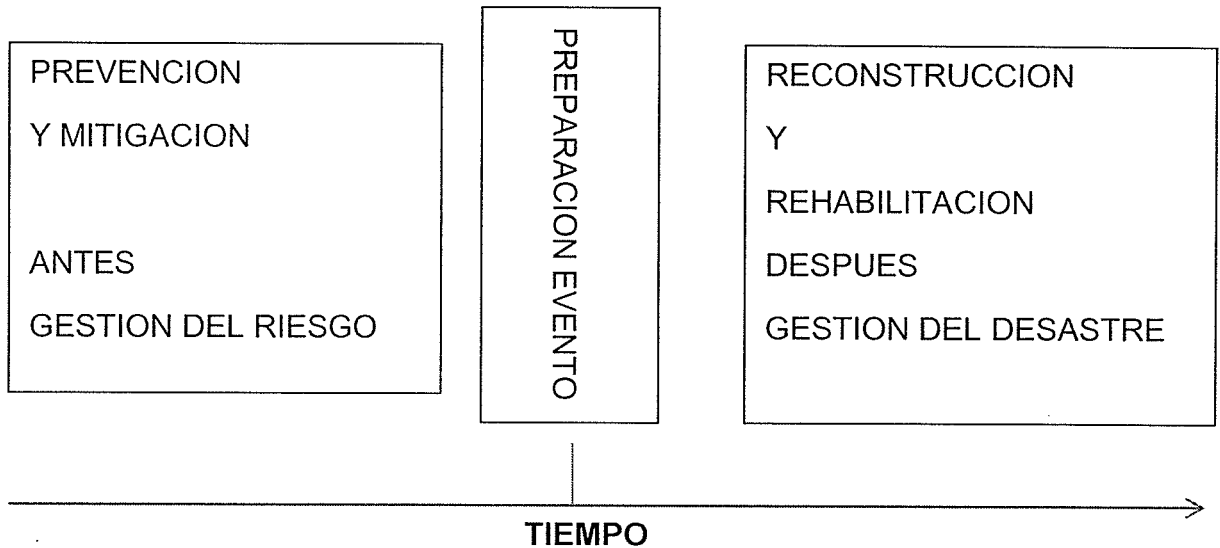 PREVENCION
Y MITIGACION
ANTES
GESTION DEL RIESGO
PREPARACION EVENTO
RECONSTRUCCION
Y
REHABILITACION
DESPUES
GESTION DEL DESASTRE
TIEMPO